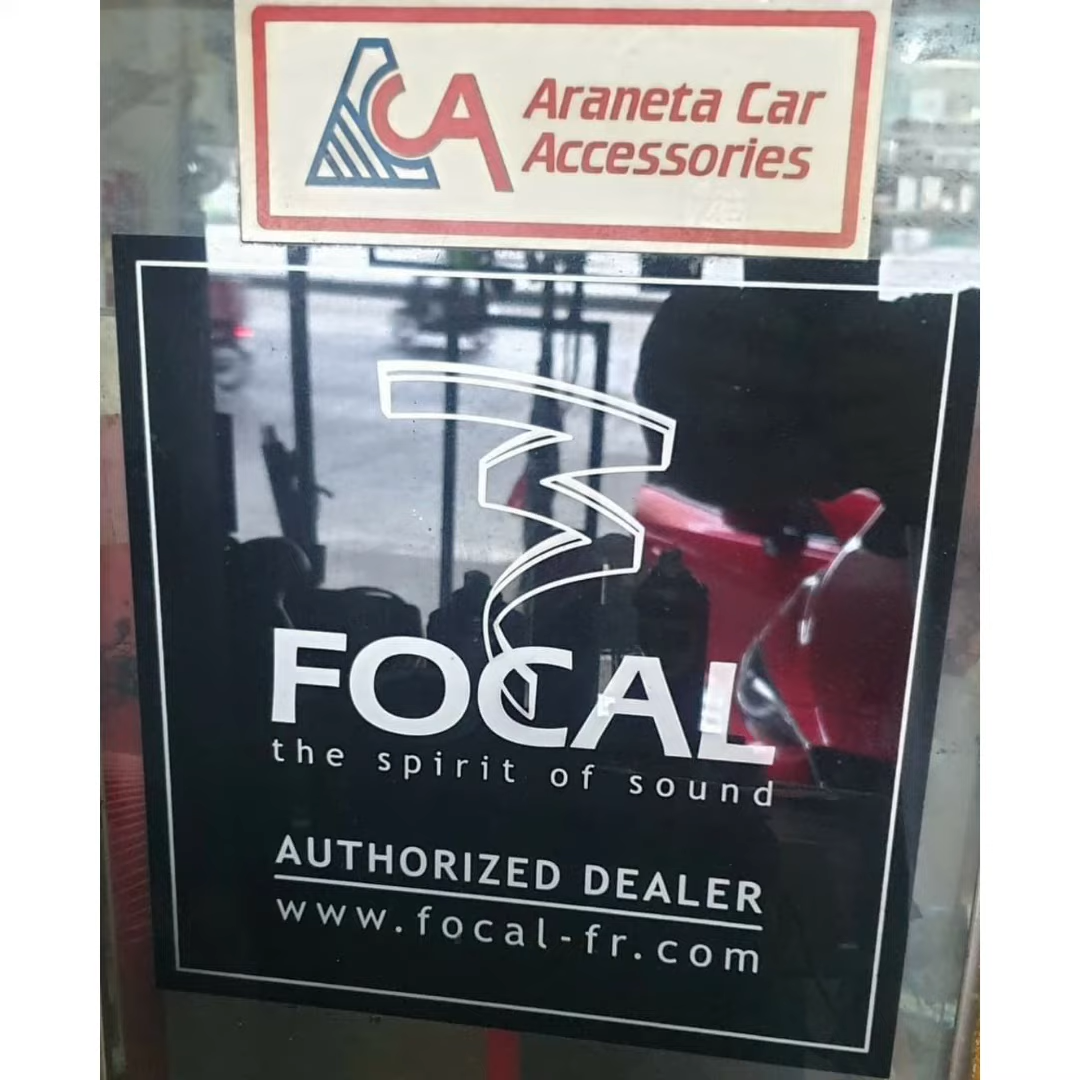 ACA
Araneta Car
Accessories
FOCAL
the spirit of sound
AUTHORIZED DEALER
www.focal-fr.com